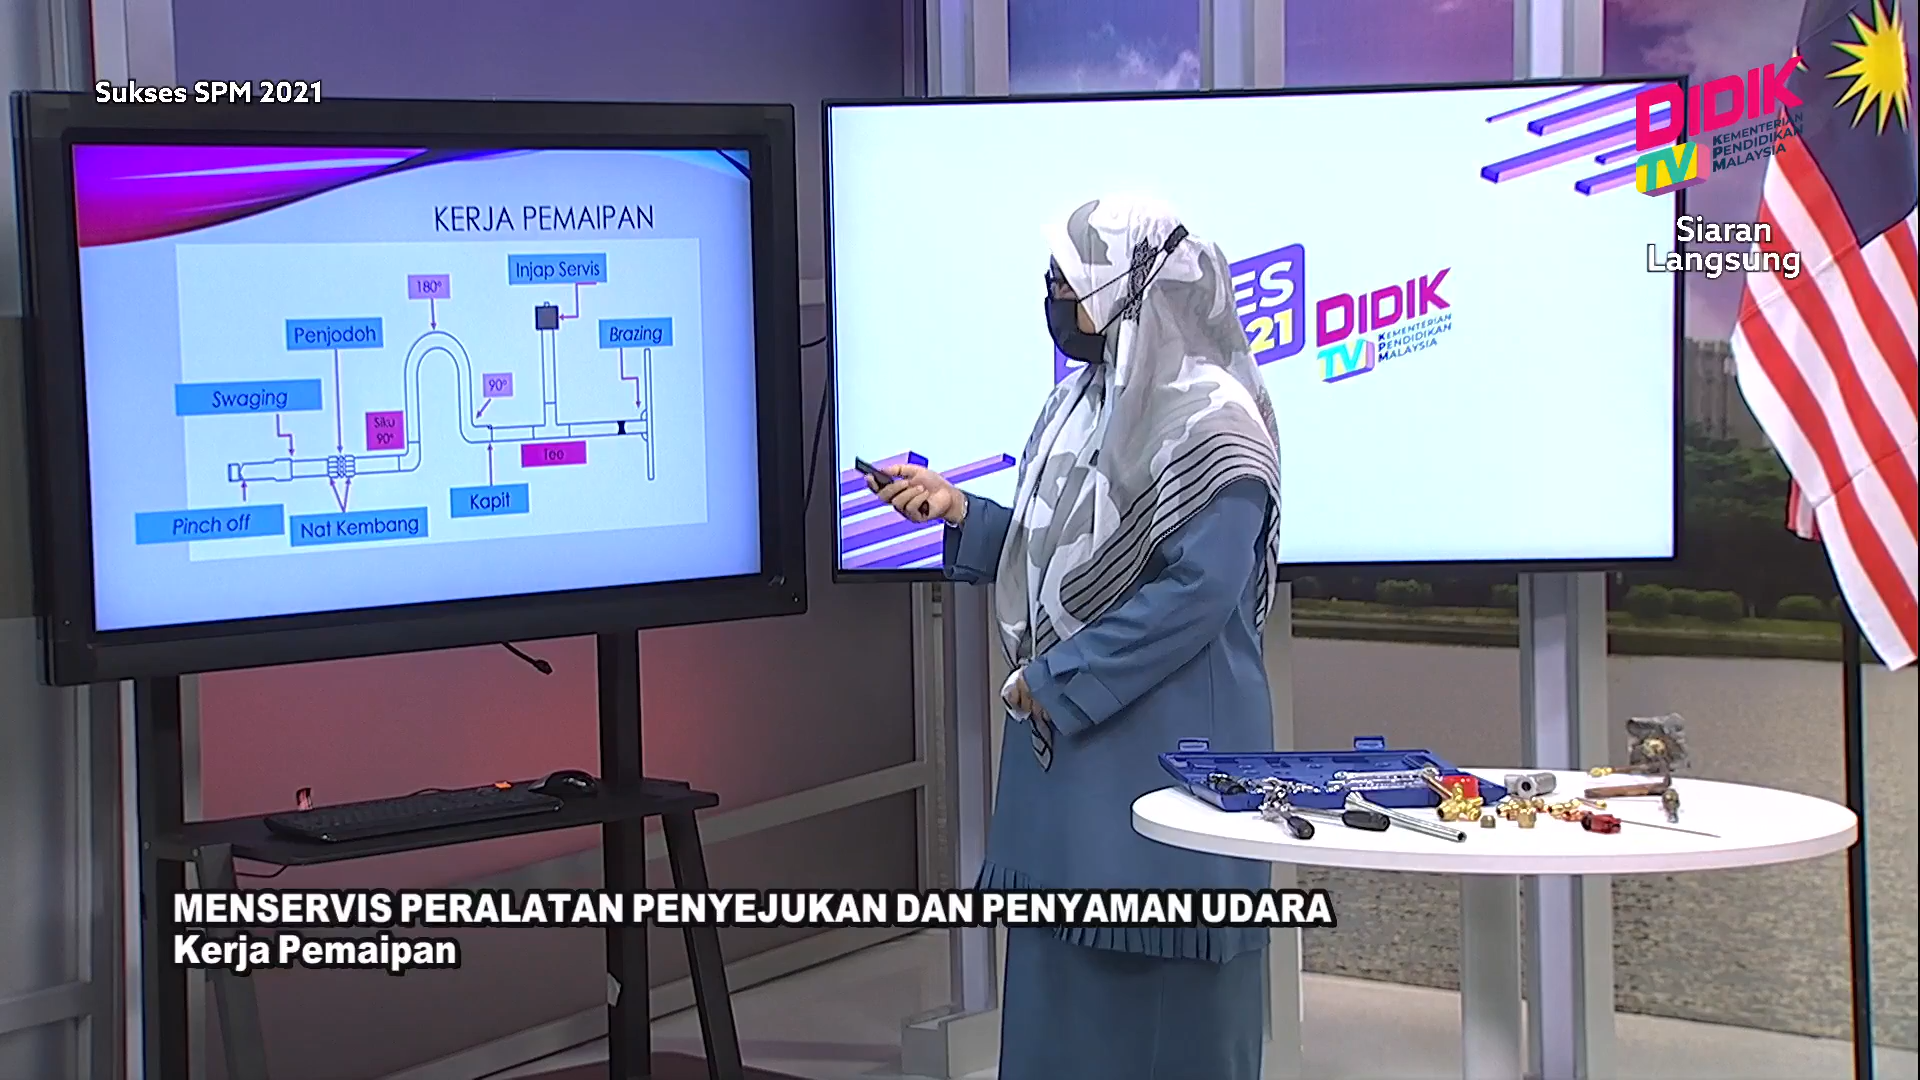 Sukses SPM 2021
DIDIK
TV
KEMENTERIAN
PENDIDIKAN
MALAYSIA
Siaran
Langsung
KERJA PEMAIPAN
Injap Servis
180°
Penjodoh
Brazing
90°
Swaging
Siku
90°
Tee
Kapit
Pinch off
Nat Kembang
ES
21
DIDIK
TV
KEMENTERIAN
PENDIDIKAN
MALAYSIA
MENSERVIS PERALATAN PENYEJUKAN DAN PENYAMAN UDARA
Kerja Pemaipan